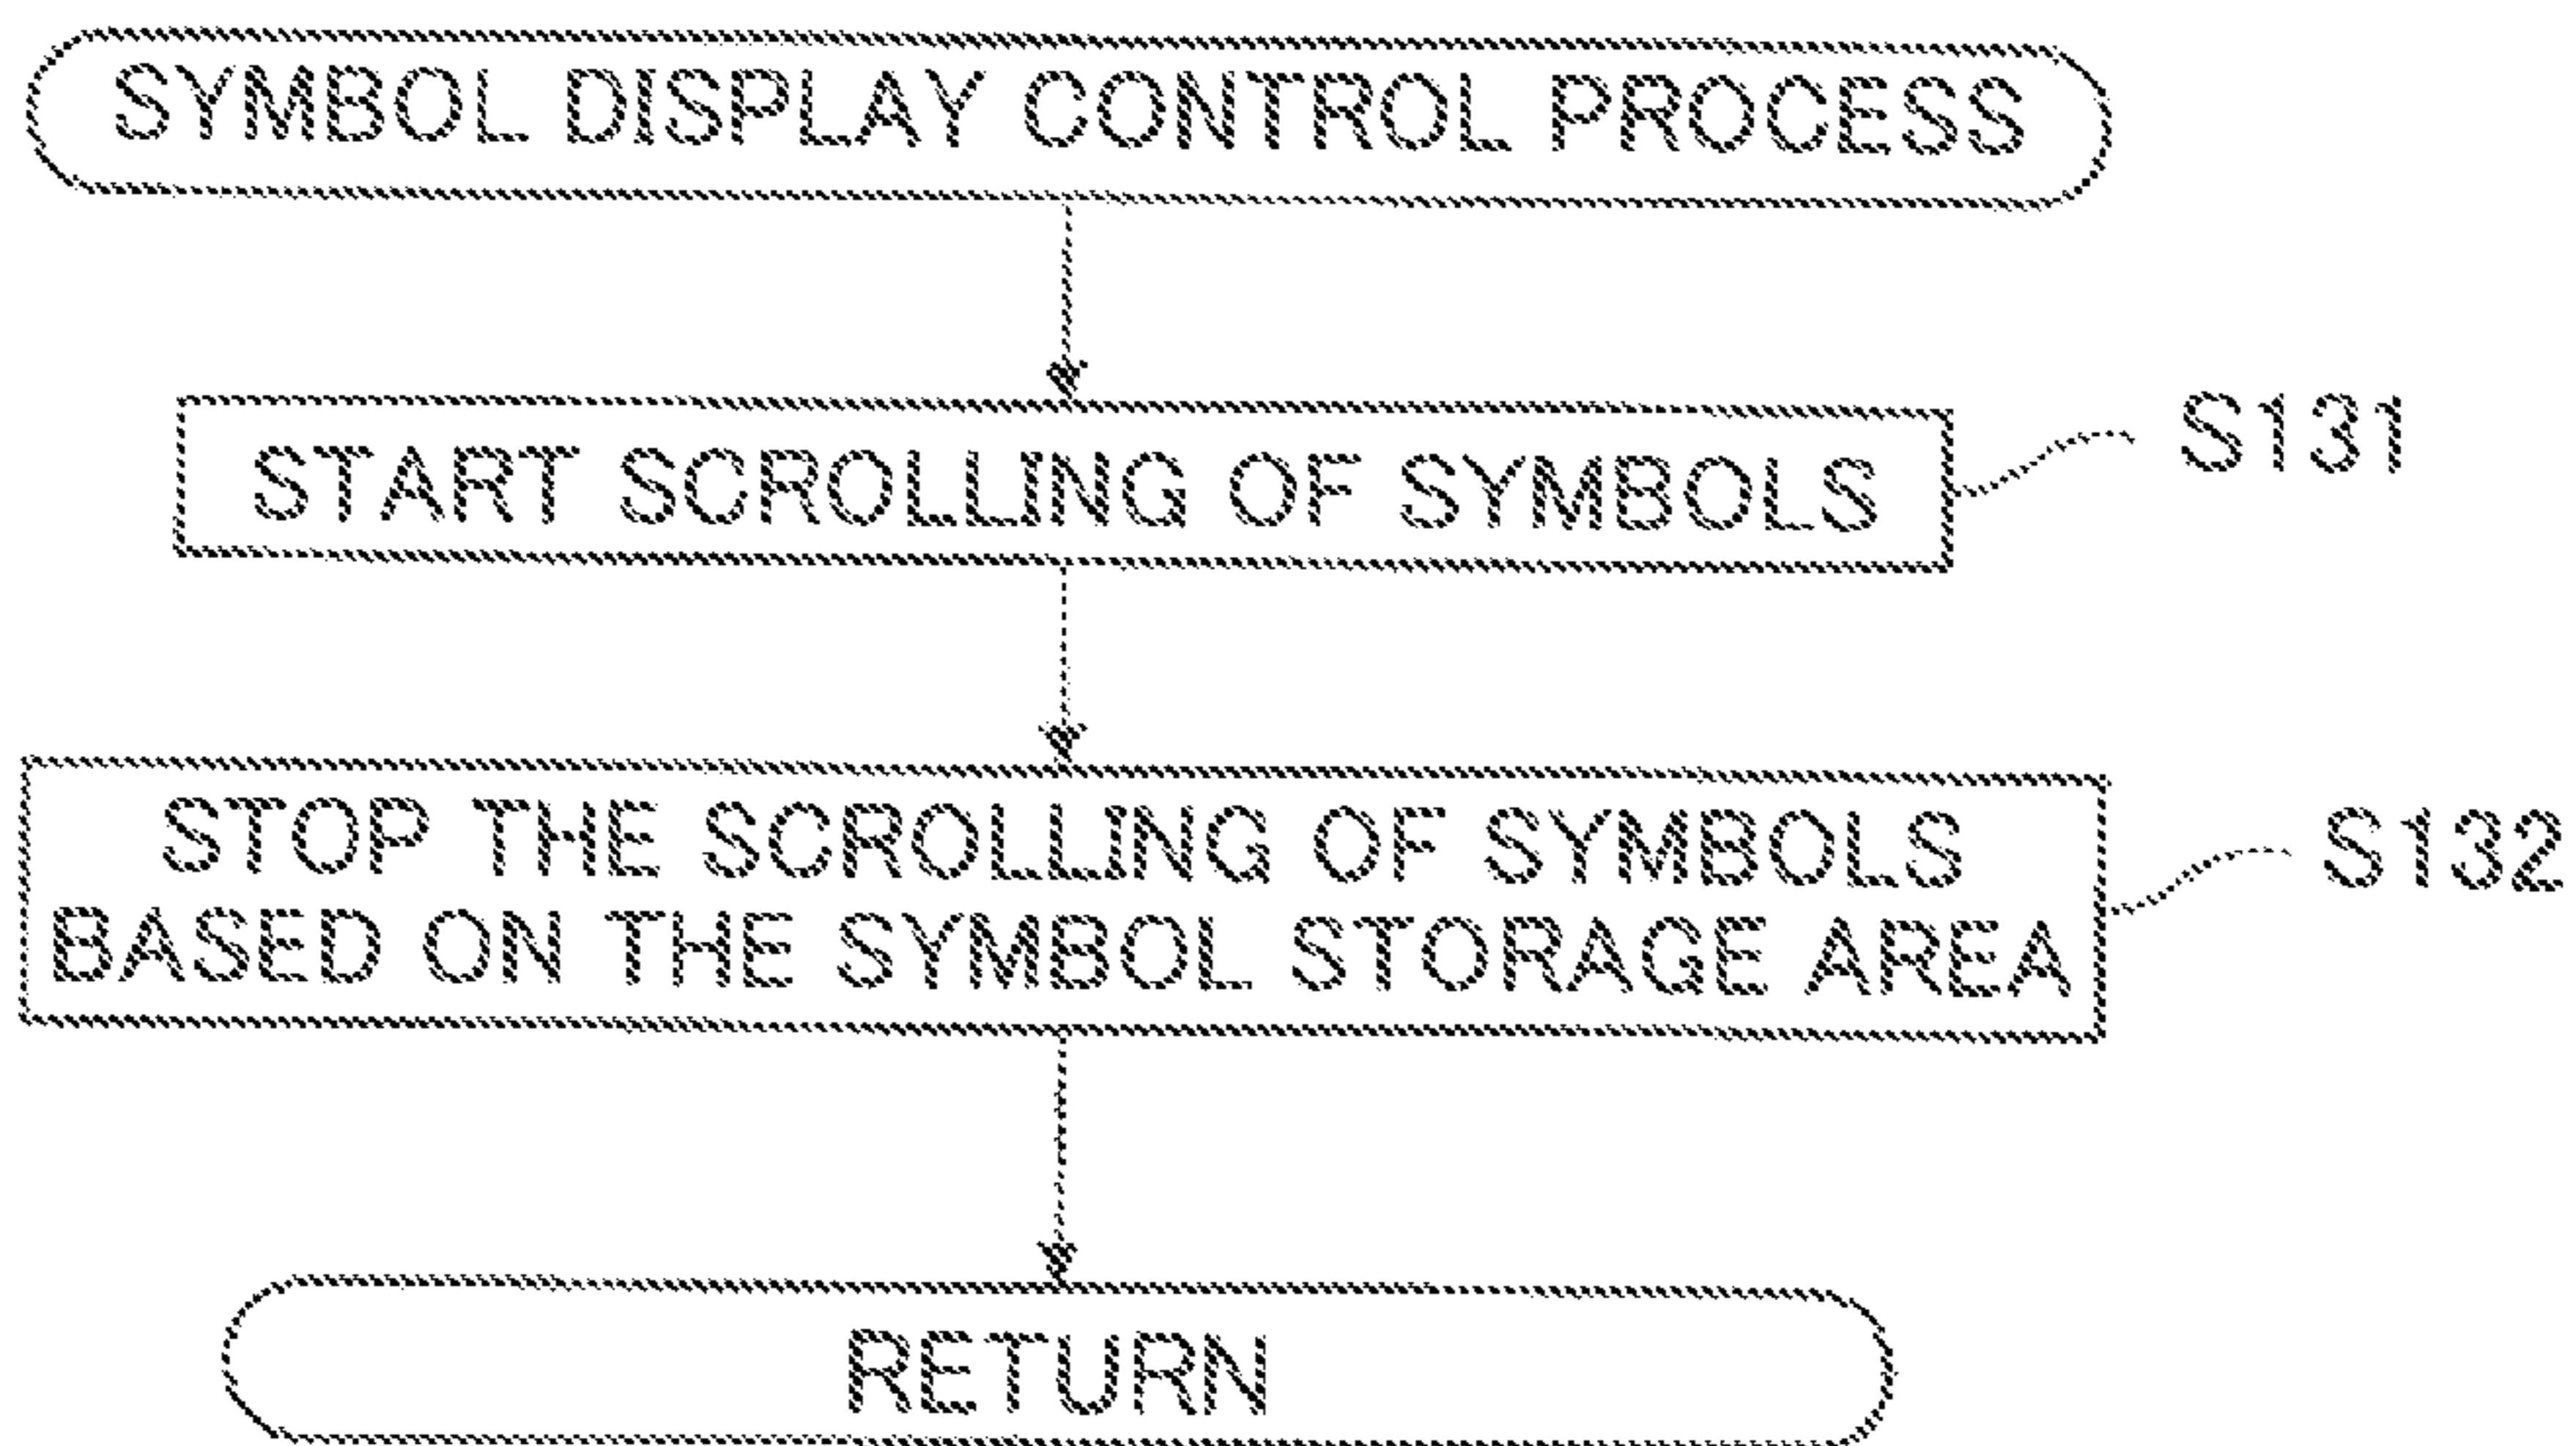 SYMBOL DISPLAY CONTROL PROCESS
START SCROLLING OF SYMBOLS
S131
STOP THE SCROLLING OF SYMBOLS
BASED ON THE SYMBOL STORAGE AREA
S132
RETURN